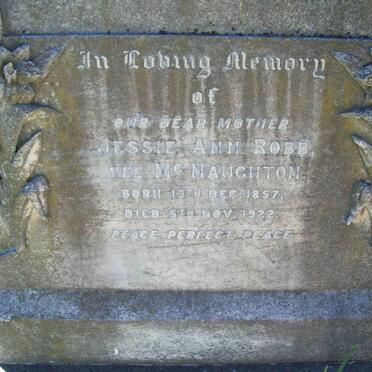 In Loving Memory
of
OUR DEAR MOTHER
JESSIE ANN ROBB,
NEE MCNAUGHTON.
BORN 13TH DEC. 1857,
DIED 5TH NOV. 1922.
PEACE, PERFECT PEACE